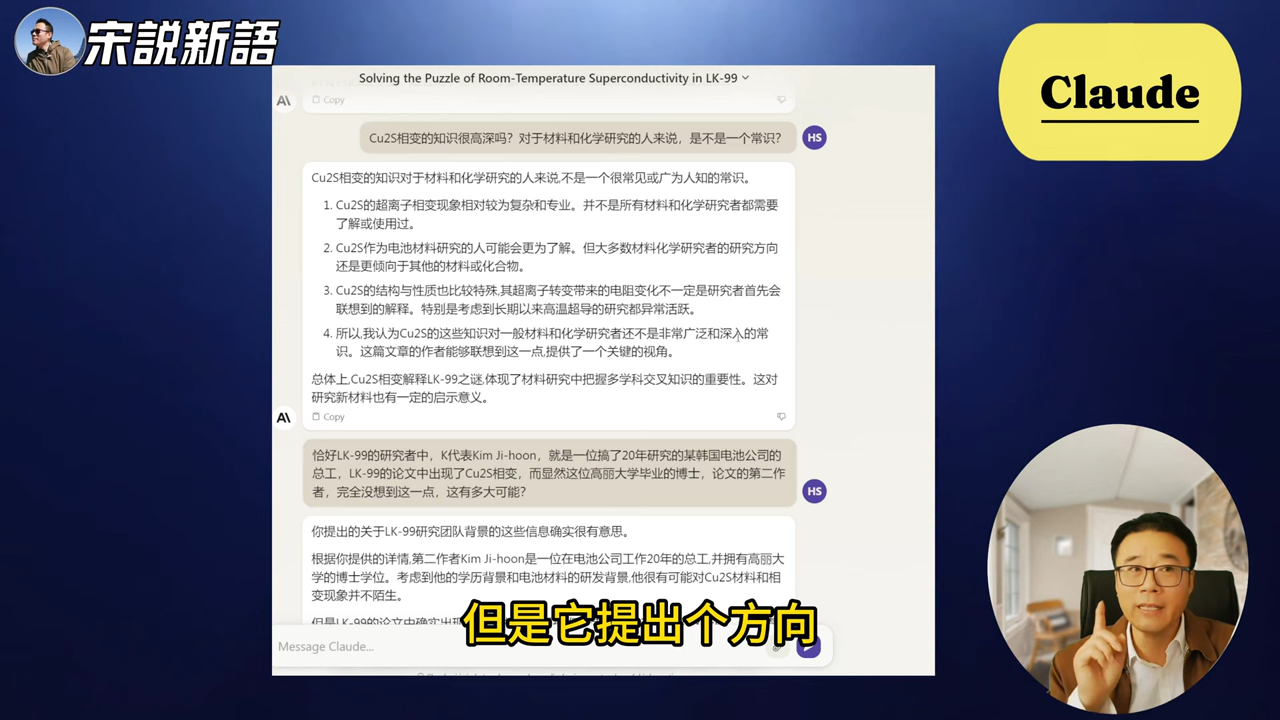 宋説新語
Solving the Puzzle of Room-Temperature Superconductivity in LK-99
Claude
A\
Copy
Cu2S相变的知识很高深吗？对于材料和化学研究的人来说，是不是一个常识？
HS
Cu2S相变的知识对于材料和化学研究的人来说,不是一个很常见或广为人知的常识。
1. Cu2S的超离子相变现象相对较为复杂和专业。并不是所有材料和化学研究者都需要
了解或使用过。
2. Cu2S作为电池材料研究的人可能会更为了解。但大多数材料化学研究者的研究方向
还是更倾向于其他的材料或化合物。
3. Cu2S的结构与性质也比较特殊,其超离子转变带来的电阻变化不一定是研究者首先会
联想到的解释。特别是考虑到长期以来高温超导的研究都异常活跃。
4. 所以,我认为Cu2S的这些知识对一般材料和化学研究者还不是非常广泛和深入的常
识。这篇文章的作者能够联想到这一点,提供了一个关键的视角。
总体上,Cu2S相变解释LK-99之谜,体现了材料研究中把握多学科交叉知识的重要性。这对
研究新材料也有一定的启示意义。
A\
Copy
恰好LK-99的研究者中，K代表Kim Ji-hoon，就是一位搞了20年研究的某韩国电池公司的
总工，LK-99的论文中出现了Cu2S相变，而显然这位高丽大学毕业的博士，论文的第二作
者，完全没想到这一点，这有多大可能？
HS
你提出的关于LK-99研究团队背景的这些信息确实很有意思。
根据你提供的详情,第二作者Kim Ji-hoon是一位在电池公司工作20年的总工,并拥有高丽大
学的博士学位。考虑到他的学历背景和电池材料的研发背景,他很有可能对Cu2S材料和相
变现象并不陌生。
但是LK-99的论文中确实出现
但是它提出个方向
Message Claude...